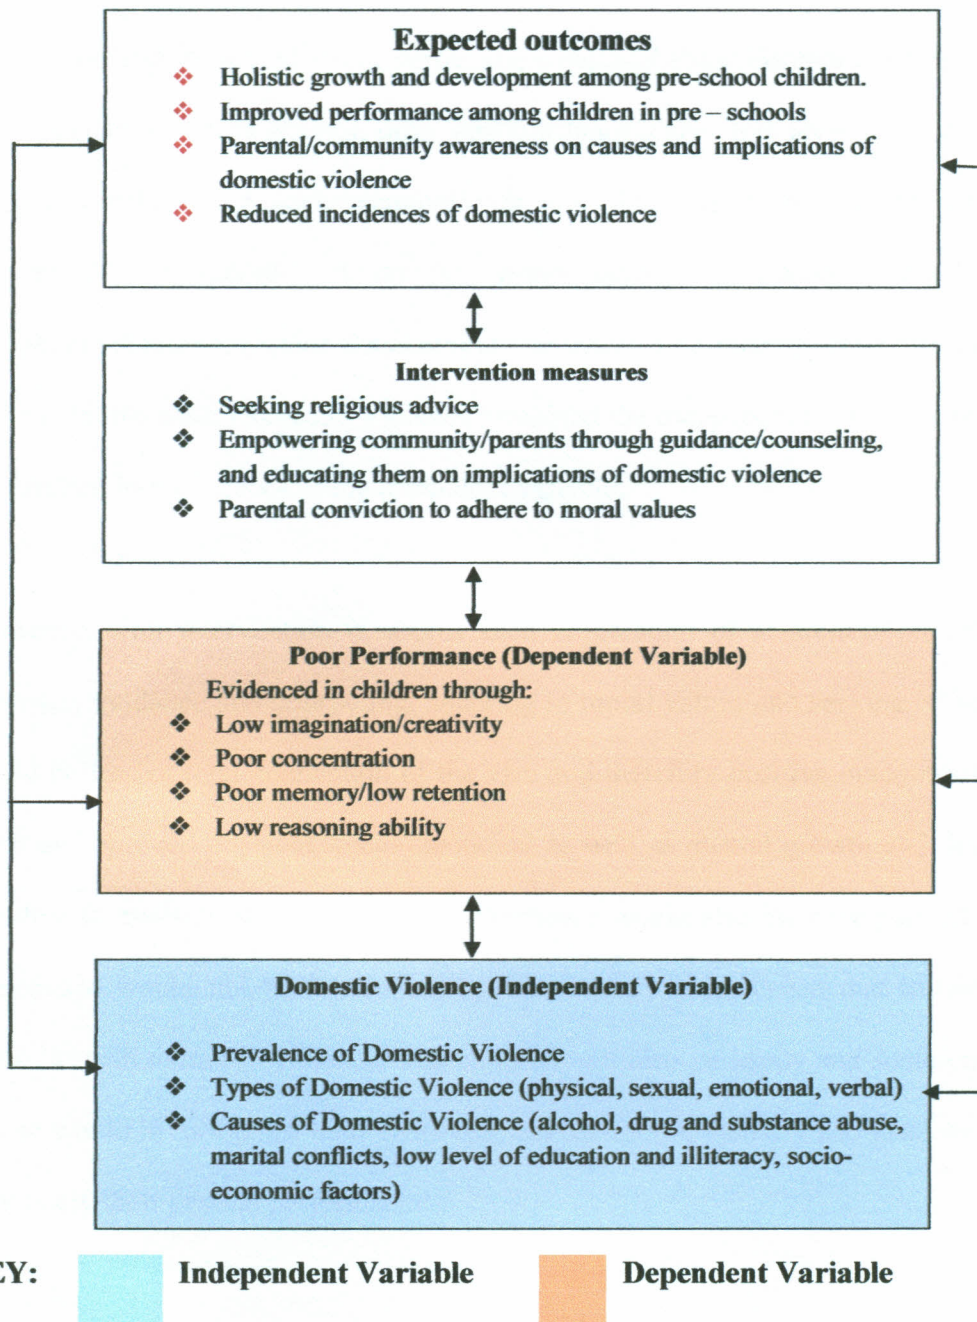 Expected outcomes
❖ Holistic growth and development among pre-school children.
❖ Improved performance among children in pre – schools
❖ Parental/community awareness on causes and implications of
domestic violence
❖ Reduced incidences of domestic violence
Intervention measures
❖ Seeking religious advice
❖ Empowering community/parents through guidance/counseling,
and educating them on implications of domestic violence
❖ Parental conviction to adhere to moral values
Poor Performance (Dependent Variable)
Evidenced in children through:
❖ Low imagination/creativity
❖ Poor concentration
❖ Poor memory/low retention
❖ Low reasoning ability
Domestic Violence (Independent Variable)
❖ Prevalence of Domestic Violence
❖ Types of Domestic Violence (physical, sexual, emotional, verbal)
❖ Causes of Domestic Violence (alcohol, drug and substance abuse,
marital conflicts, low level of education and illiteracy, socio-
economic factors)
EY: Independent Variable Dependent Variable